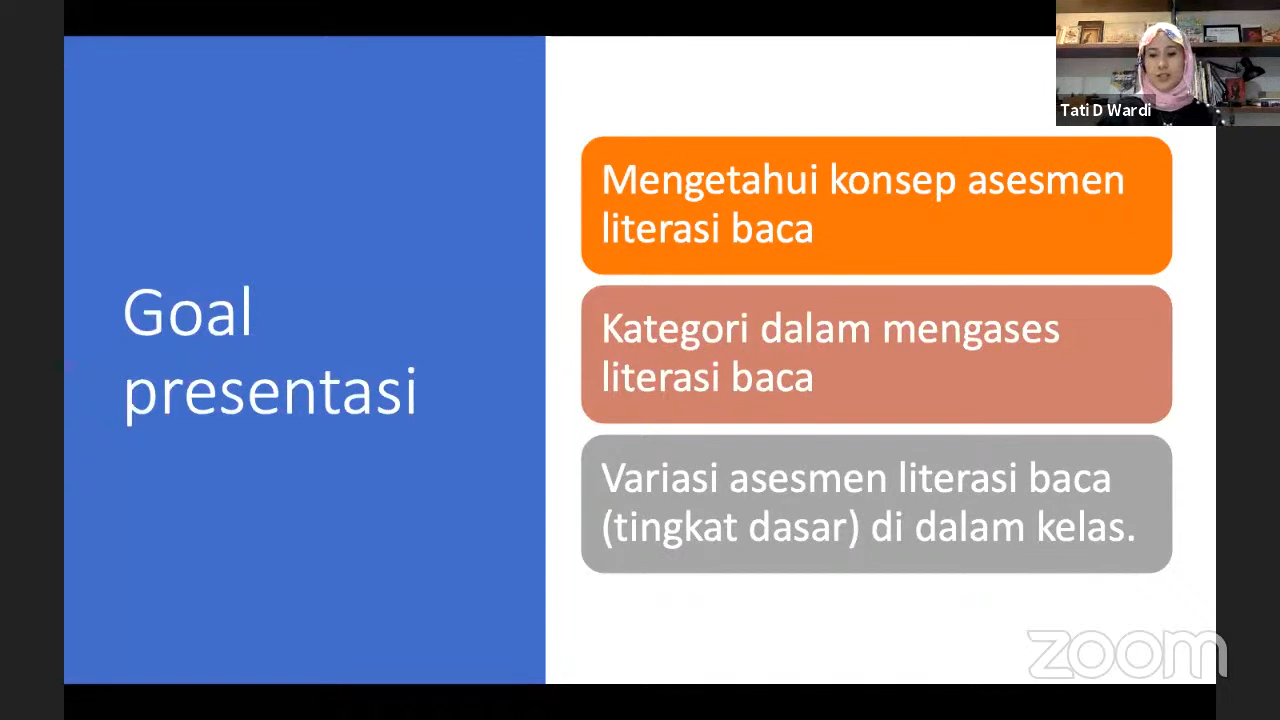 Tati D Wardi
Goal
presentasi
Mengetahui konsep asesmen
literasi baca
Kategori dalam mengases
literasi baca
Variasi asesmen literasi baca
(tingkat dasar) di dalam kelas.
zoom